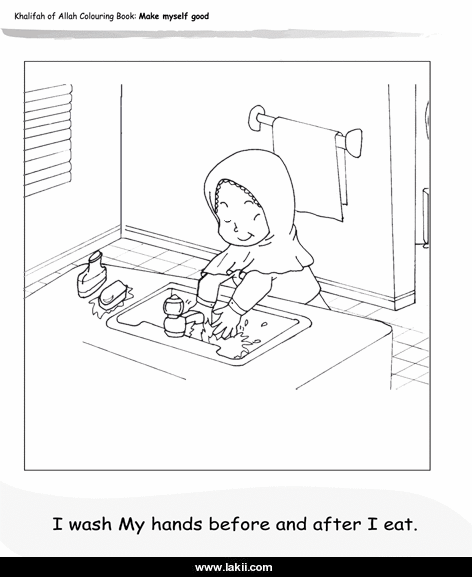 Khalifah of Allah Colouring Book: Make myself good
I wash My hands before and after I eat.
www.lakii.com